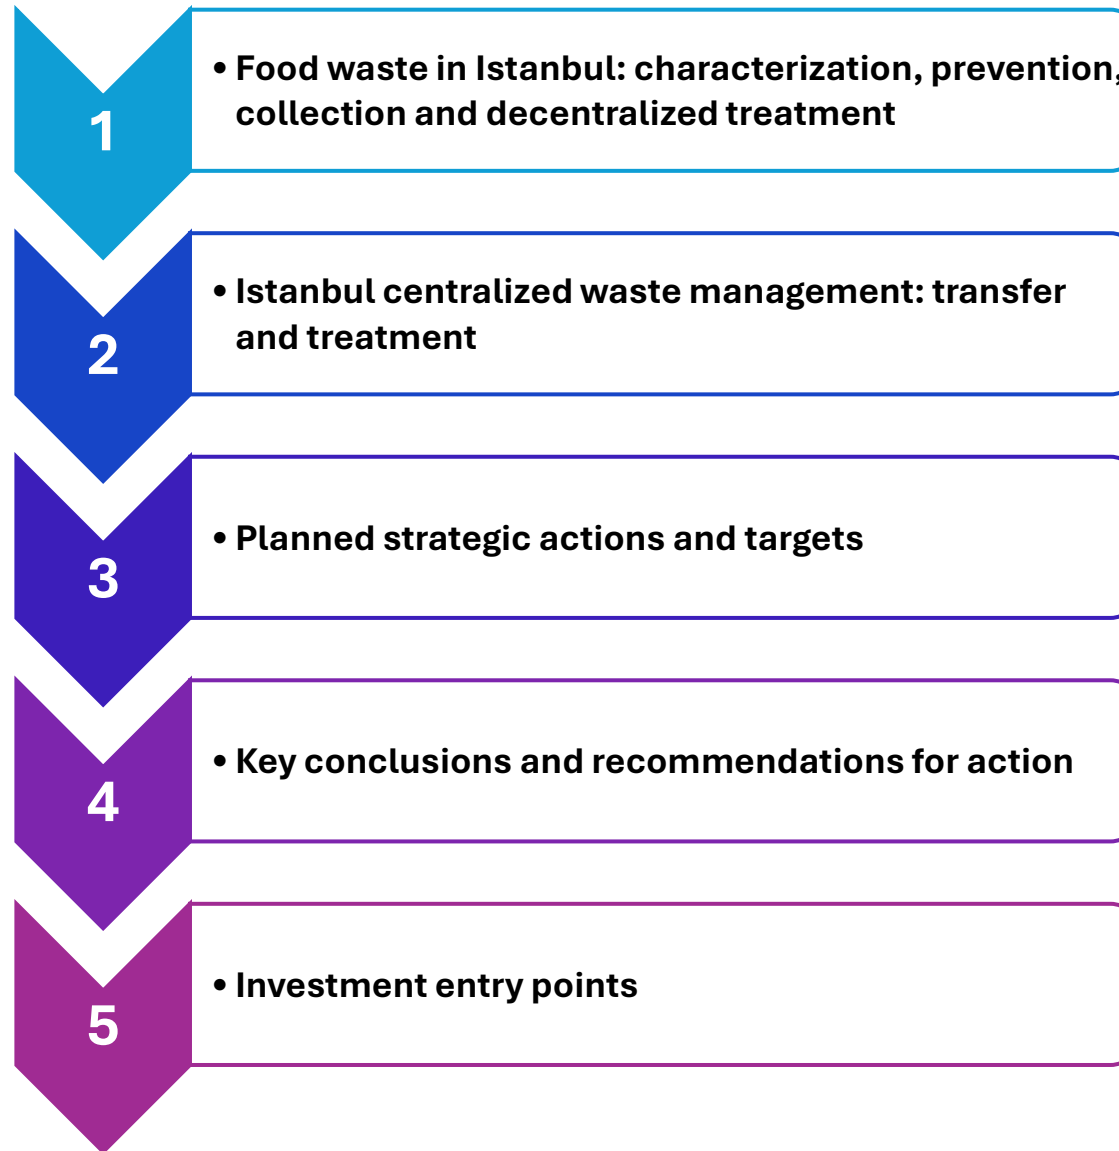 1
• Food waste in Istanbul: characterization, prevention,
collection and decentralized treatment
2
• Istanbul centralized waste management: transfer
and treatment
3
• Planned strategic actions and targets
4
• Key conclusions and recommendations for action
5
• Investment entry points